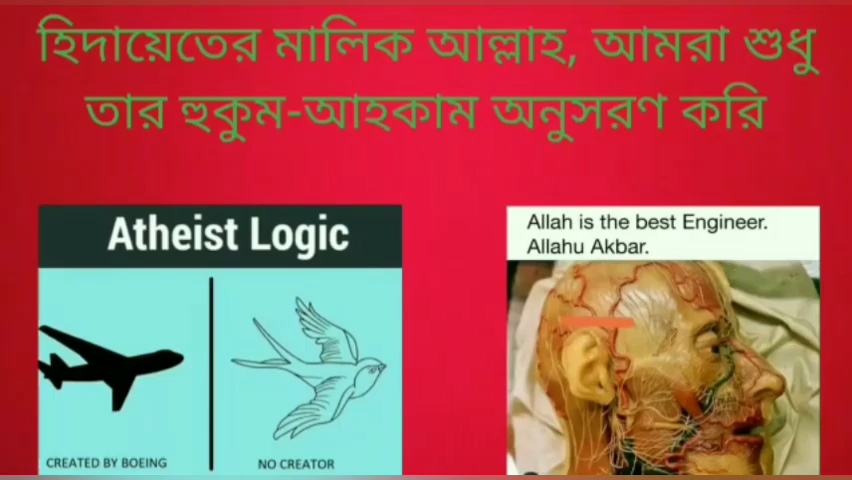 হিদায়েতের মালিক আল্লাহ, আমরা শুধু
তার হুকুম-আহকাম অনুসরণ করি
Atheist Logic
CREATED BY BOEING
NO CREATOR
Allah is the best Engineer.
Allahu Akbar.